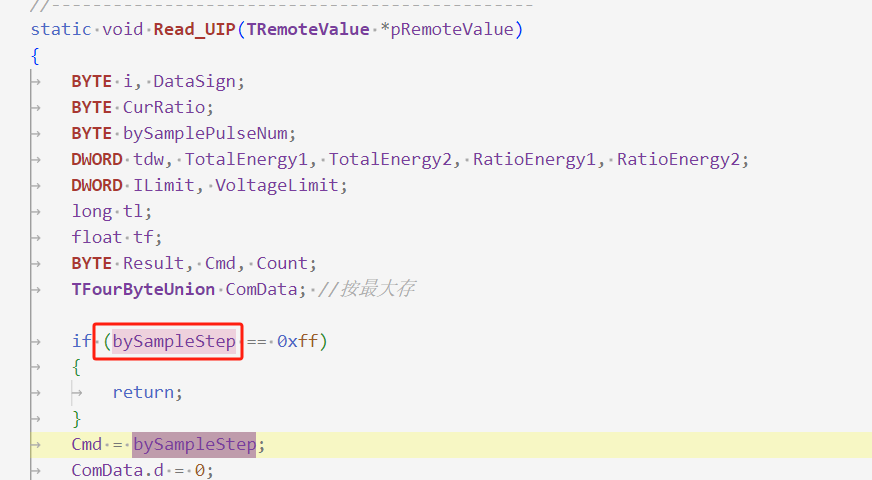 //-----------------------------------------------
static void Read_UIP(TRemoteValue *pRemoteValue)
{
BYTE i, DataSign;
BYTE CurRatio;
BYTE bySamplePulseNum;
DWORD tdw, TotalEnergy1, TotalEnergy2, RatioEnergy1, RatioEnergy2;
DWORD ILimit, VoltageLimit;
long tl;
float tf;
BYTE Result, Cmd, Count;
TFourByteUnion ComData; //按最大存
if (bySampleStep == 0xff)
{
return;
}
Cmd = bySampleStep;
ComData.d = 0;